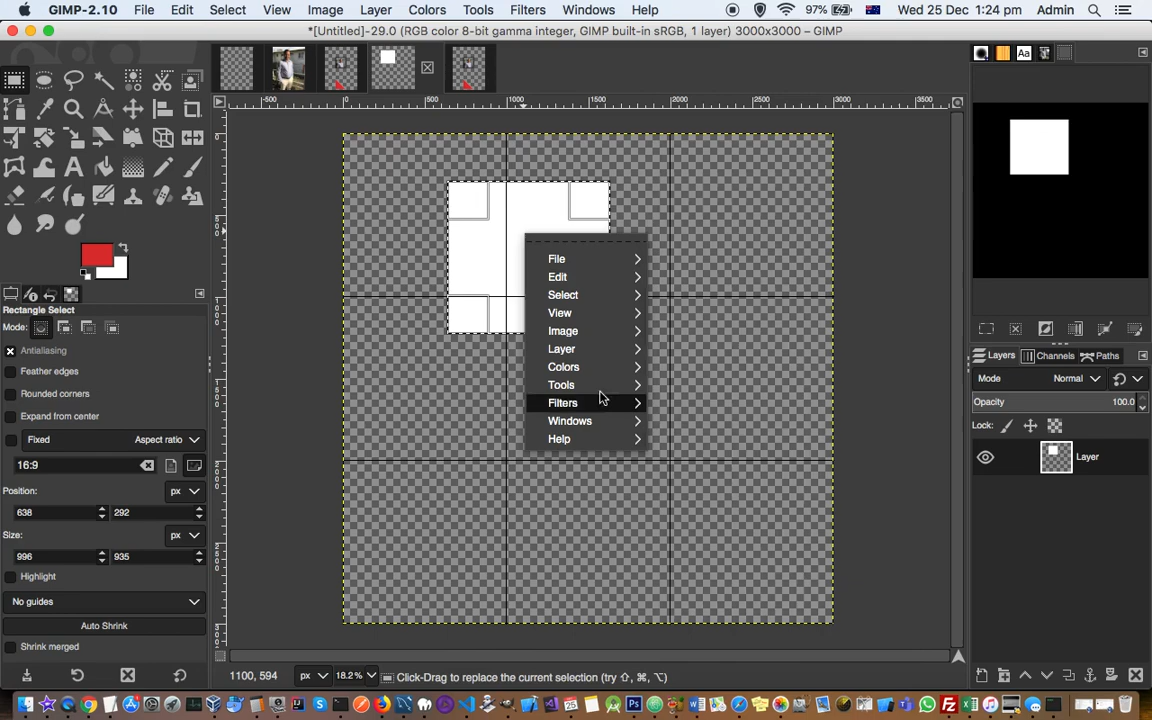 GIMP-2.10 File Edit Select View Image Layer Colors Tools Filters Windows Help 97% Wed 25 Dec 1:24 pm Admin
*[Untitled]-29.0 (RGB color 8-bit gamma integer, GIMP built-in sRGB, 1 layer) 3000x3000 – GIMP
-500 0 500 1000 1500 2000 2500 3000 3500
File
Edit
Select
View
Image
Layer
Colors
Tools
Filters
Windows
Help
Rectangle Select
Mode:
Antialiasing
Feather edges
Rounded corners
Expand from center
Fixed Aspect ratio
16:9
Position: px
638 292
Size: px
996 935
Highlight
No guides
Auto Shrink
Shrink merged
Layers Channels Paths
Mode Normal
Opacity 100.0
Lock:
Layer
1100, 594 px 18.2% Click-Drag to replace the current selection (try ⇧, ⌘, ⌥)